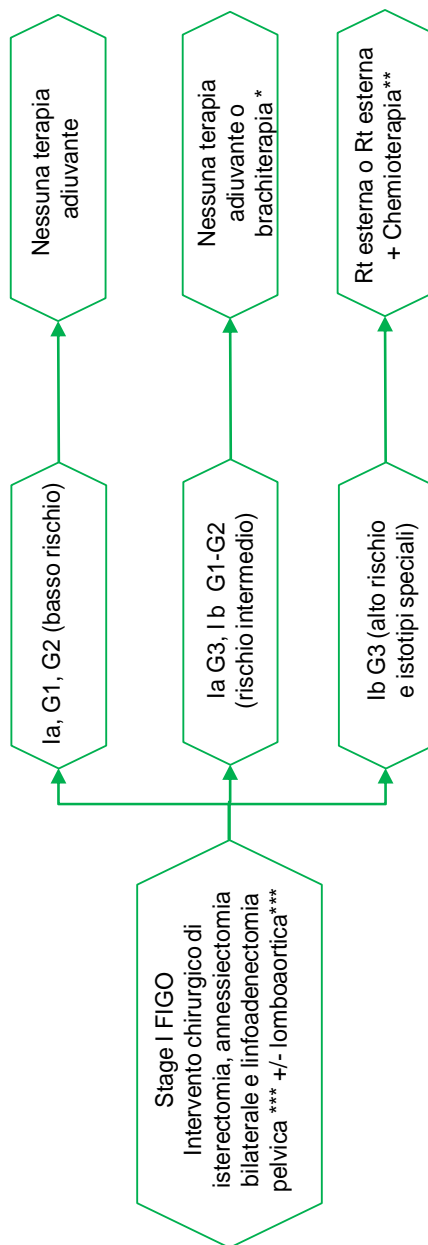 Stage I FIGO
Intervento chirurgico di
isterectomia, annessiectomia
bilaterale e linfoadenectomia
pelvica *** +/- lomboaortica***
Ia, G1, G2 (basso rischio)
Nessuna terapia
adiuvante
Ia G3, I b G1-G2
(rischio intermedio)
Nessuna terapia
adiuvante o
brachiterapia *
Ib G3 (alto rischio
e istotipi speciali)
Rt esterna o Rt esterna
+ Chemioterapia**